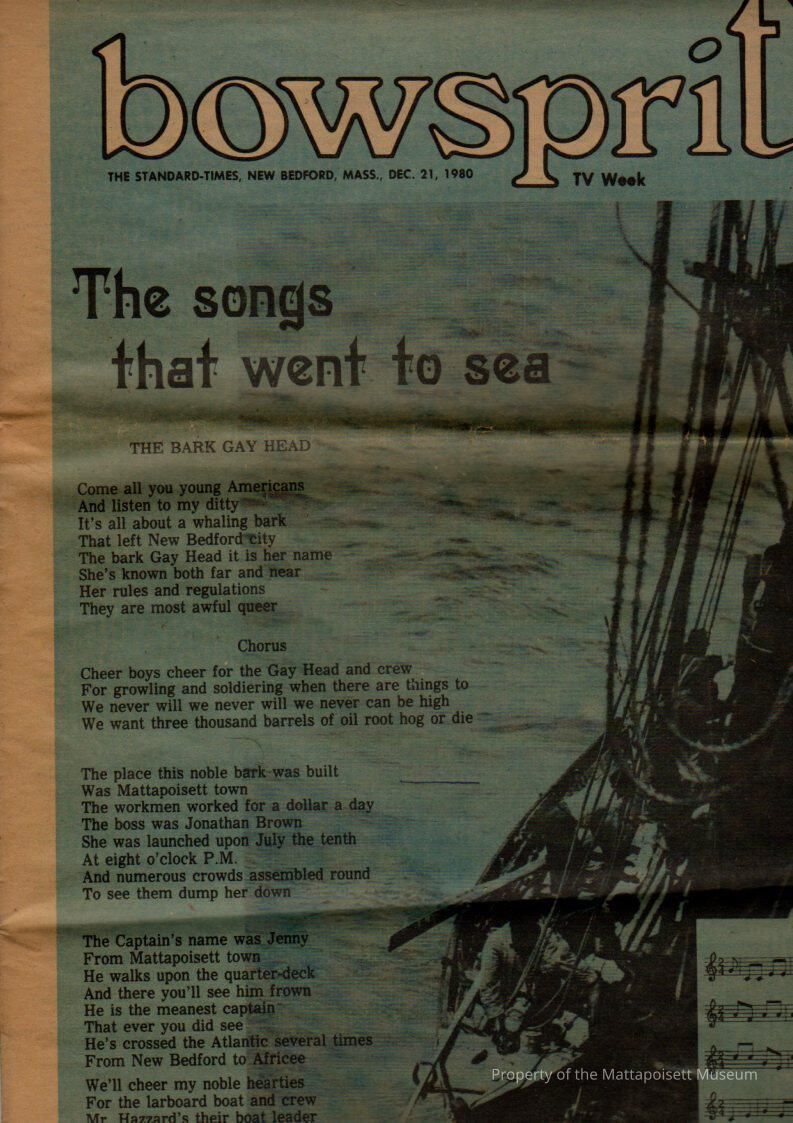 bowsprit
THE STANDARD-TIMES, NEW BEDFORD, MASS., DEC. 21, 1980
TV Week
The songs
that went to sea
THE BARK GAY HEAD
Come all you young Americans
And listen to my ditty
It's all about a whaling bark
That left New Bedford city
The bark Gay Head it is her name
She's known both far and near
Her rules and regulations
They are most awful queer
Chorus
Cheer boys cheer for the Gay Head and crew
For growling and soldiering when there are things to
We never will we never will we never can be high
We want three thousand barrels of oil root hog or die
The place this noble bark was built
Was Mattapoisett town
The workmen worked for a dollar a day
The boss was Jonathan Brown
She was launched upon July the tenth
At eight o'clock P.M.
And numerous crowds assembled round
To see them dump her down
The Captain's name was Jenny
From Mattapoisett town
He walks upon the quarter-deck
And there you'll see him frown
He is the meanest captain
That ever you did see
He's crossed the Atlantic several times
From New Bedford to Africee
We'll cheer my noble hearties
For the larboard boat and crew
Mr. Hazzard's their boat leader
Property of the Mattapoisett Museum